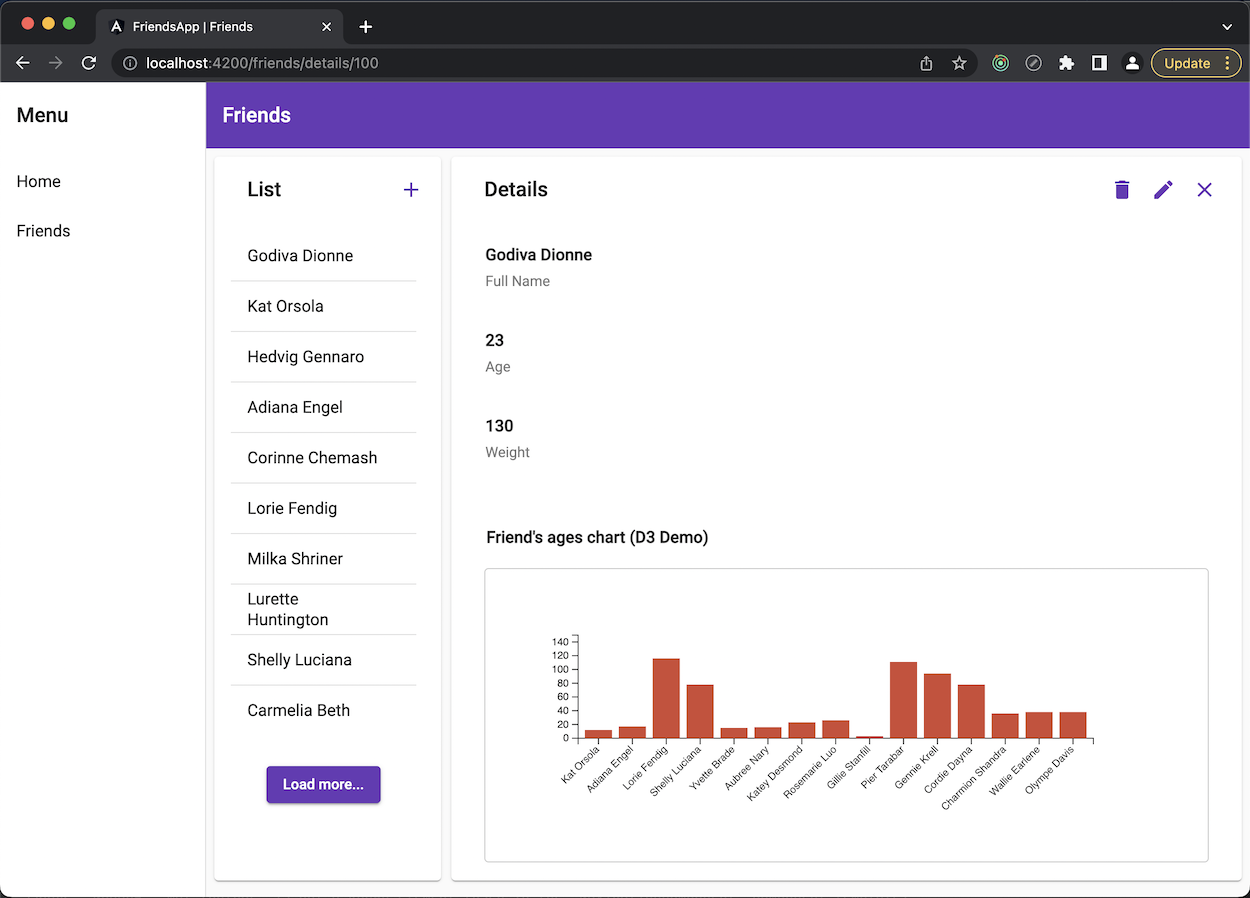 FriendsApp | Friends
localhost:4200/friends/details/100
Update
Menu
Friends
Home
Friends
List
Godiva Dionne
Kat Orsola
Hedvig Gennaro
Adiana Engel
Corinne Chemash
Lorie Fendig
Milka Shriner
Lurette
Huntington
Shelly Luciana
Carmelia Beth
Load more...
Details
Godiva Dionne
Full Name
23
Age
130
Weight
Friend's ages chart (D3 Demo)
140
120
100
80
60
40
20
0
Kat Orsola
Adiana Engel
Lorie Fendig
Shelly Luciana
Yvette Brade
Aubree Nary
Katey Desmond
Rosemarie Luo
Gillie Stanfill
Pier Tarabar
Gennie Krell
Cordie Dayna
Charmion Shandra
Wallie Earlene
Olympe Davis